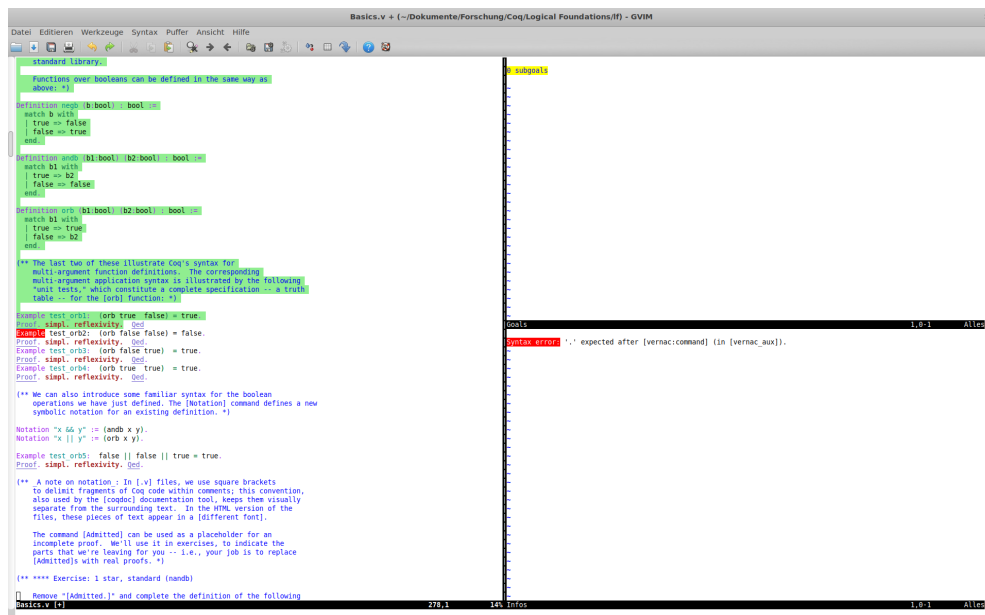 Basics.v + (~/Dokumente/Forschung/Coq/Logical Foundations/lf) - GVIM
Datei Editieren Werkzeuge Syntax Puffer Ansicht Hilfe
standard library.
Functions over booleans can be defined in the same way as
above: *)
Definition negb (b:bool) : bool :=
match b with
| true => false
| false => true
end.
Definition andb (b1:bool) (b2:bool) : bool :=
match b1 with
| true => b2
| false => false
end.
Definition orb (b1:bool) (b2:bool) : bool :=
match b1 with
| true => true
| false => b2
end.
(** The last two of these illustrate Coq's syntax for
multi-argument function definitions.  The corresponding
multi-argument application syntax is illustrated by the following
"unit tests," which constitute a complete specification -- a truth
table -- for the [orb] function: *)
Example test_orb1:  (orb true  false) = true.
Proof. simpl. reflexivity.  Qed
Example test_orb2:  (orb false false) = false.
Proof. simpl. reflexivity. Qed.
Example test_orb3:  (orb false true)  = true.
Proof. simpl. reflexivity. Qed.
Example test_orb4:  (orb true  true)  = true.
Proof. simpl. reflexivity. Qed.
(** We can also introduce some familiar syntax for the boolean
operations we have just defined. The [Notation] command defines a new
symbolic notation for an existing definition. *)
Notation "x && y" := (andb x y).
Notation "x || y" := (orb x y).
Example test_orb5:  false || false || true = true.
Proof. simpl. reflexivity. Qed.
(** _A note on notation_: In [.v] files, we use square brackets
to delimit fragments of Coq code within comments; this convention,
also used by the [coqdoc] documentation tool, keeps them visually
separate from the surrounding text.  In the HTML version of the
files, these pieces of text appear in a [different font].
The command [Admitted] can be used as a placeholder for an
incomplete proof.  We'll use it in exercises, to indicate the
parts that we're leaving for you -- i.e., your job is to replace
[Admitted]s with real proofs. *)
(** **** Exercise: 1 star, standard (nandb)
Remove "[Admitted.]" and complete the definition of the following
Basics.v [+] 278,1 14%
0 subgoals
Goals 1,0-1 Alles
Syntax error: '.' expected after [vernac:command] (in [vernac_aux]).
Infos 1,0-1 Alles